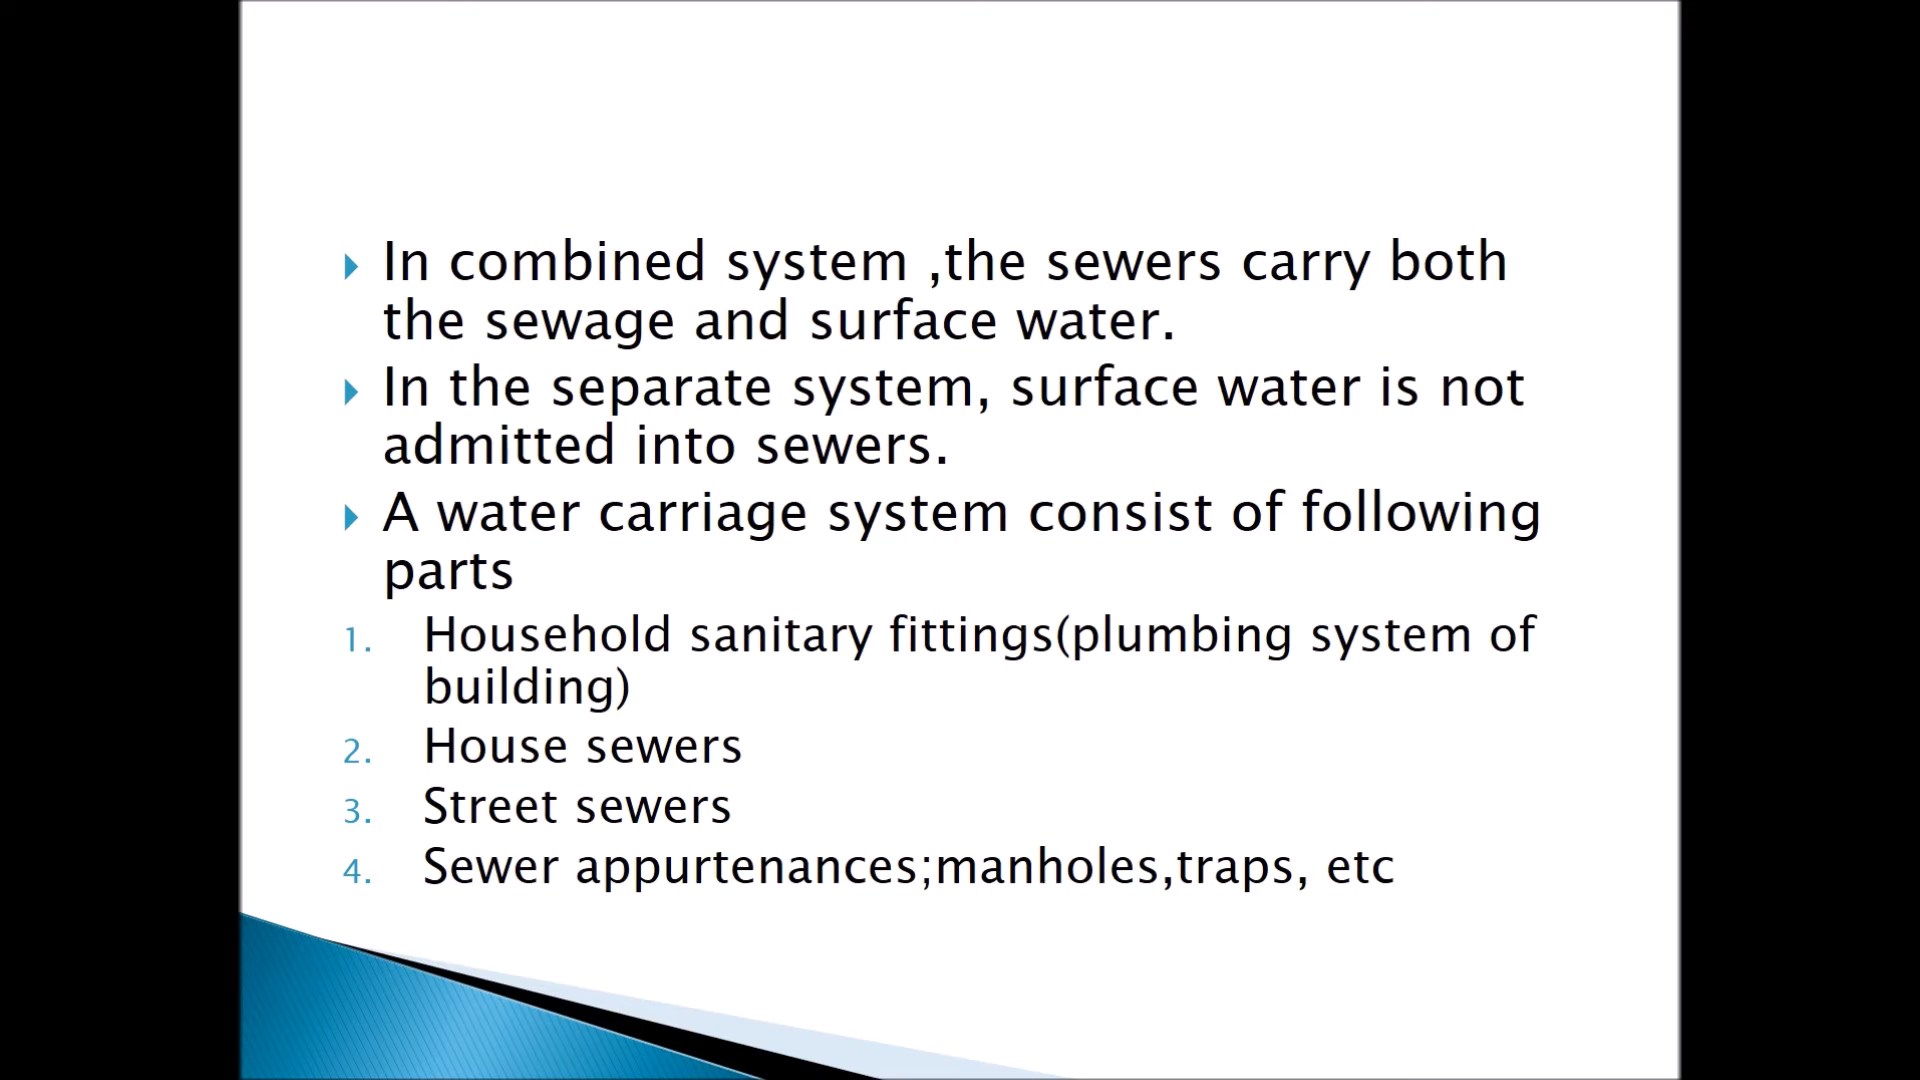 In combined system ,the sewers carry both
the sewage and surface water.
In the separate system, surface water is not
admitted into sewers.
A water carriage system consist of following
parts
1. Household sanitary fittings(plumbing system of
building)
2. House sewers
3. Street sewers
4. Sewer appurtenances;manholes,traps, etc